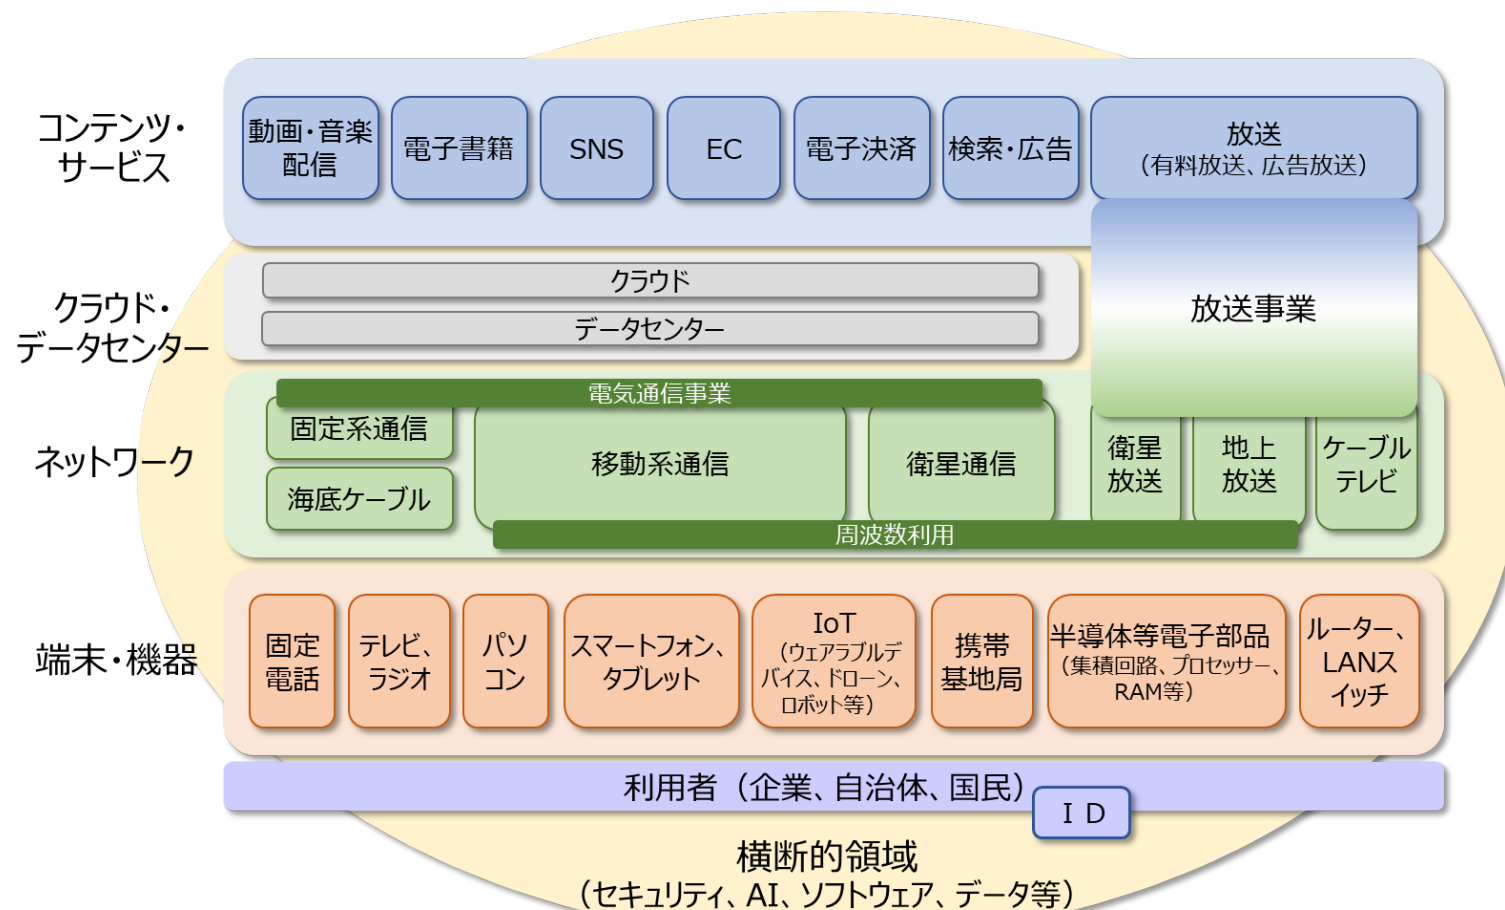 コンテンツ・
サービス
動画・音楽
配信
電子書籍
SNS
EC
電子決済
検索・広告
放送
（有料放送、広告放送）
クラウド・
データセンター
クラウド
データセンター
放送事業
ネットワーク
電気通信事業
固定系通信
海底ケーブル
移動系通信
衛星通信
衛星
放送
地上
放送
ケーブル
テレビ
周波数利用
端末・機器
固定
電話
テレビ、
ラジオ
パソ
コン
スマートフォン、
タブレット
IoT
（ウェアラブルデ
バイス、ドローン、
ロボット等）
携帯
基地局
半導体等電子部品
（集積回路、プロセッサー、
RAM等）
ルーター、
LANス
イッチ
利用者（企業、自治体、国民）
ＩＤ
横断的領域
（セキュリティ、AI、ソフトウェア、データ等）